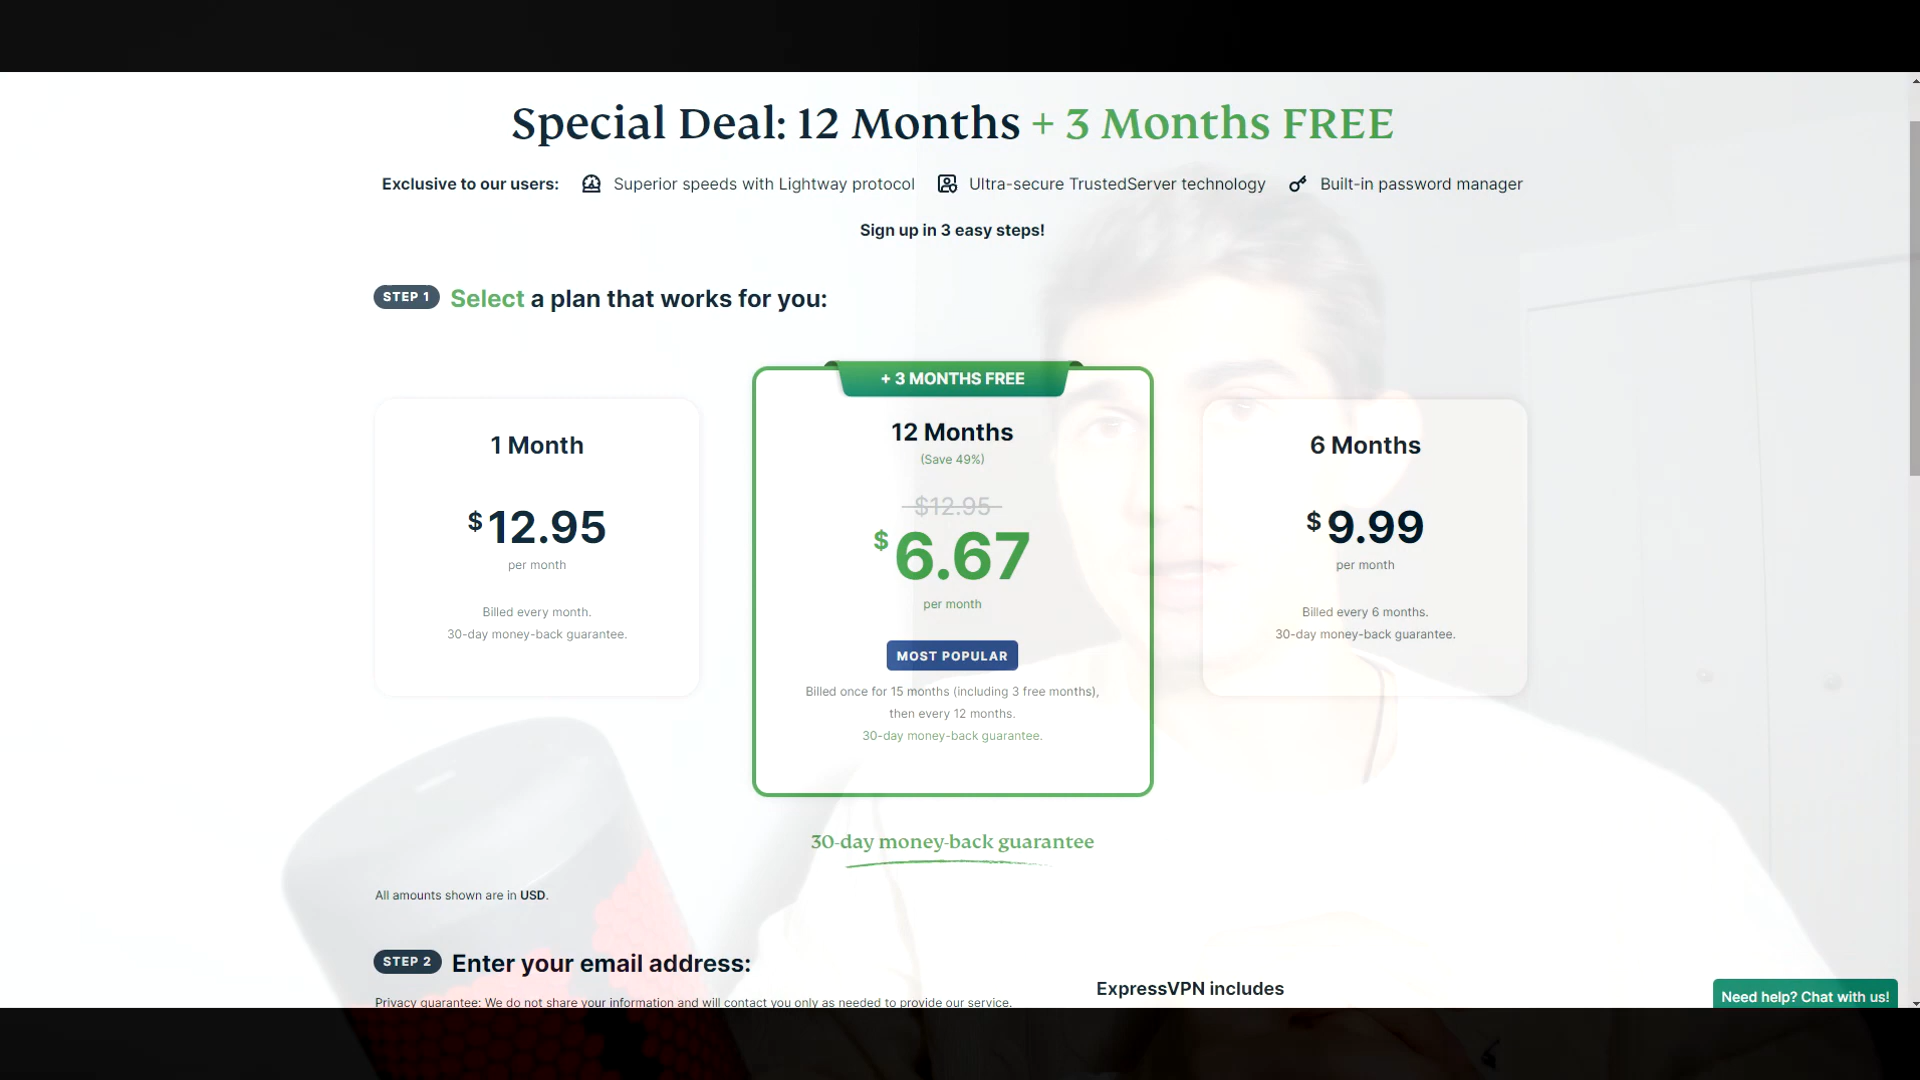 Special Deal: 12 Months + 3 Months FREE
Exclusive to our users: Superior speeds with Lightway protocol Ultra-secure TrustedServer technology Built-in password manager
Sign up in 3 easy steps!
STEP 1 Select a plan that works for you:
1 Month
$12.95
per month
Billed every month.
30-day money-back guarantee.
+ 3 MONTHS FREE
12 Months
(Save 49%)
$12.95
$6.67
per month
MOST POPULAR
Billed once for 15 months (including 3 free months),
then every 12 months.
30-day money-back guarantee.
6 Months
$9.99
per month
Billed every 6 months.
30-day money-back guarantee.
30-day money-back guarantee
All amounts shown are in USD.
STEP 2 Enter your email address:
Privacy guarantee: We do not share your information and will contact you only as needed to provide our service.
ExpressVPN includes
Need help? Chat with us!